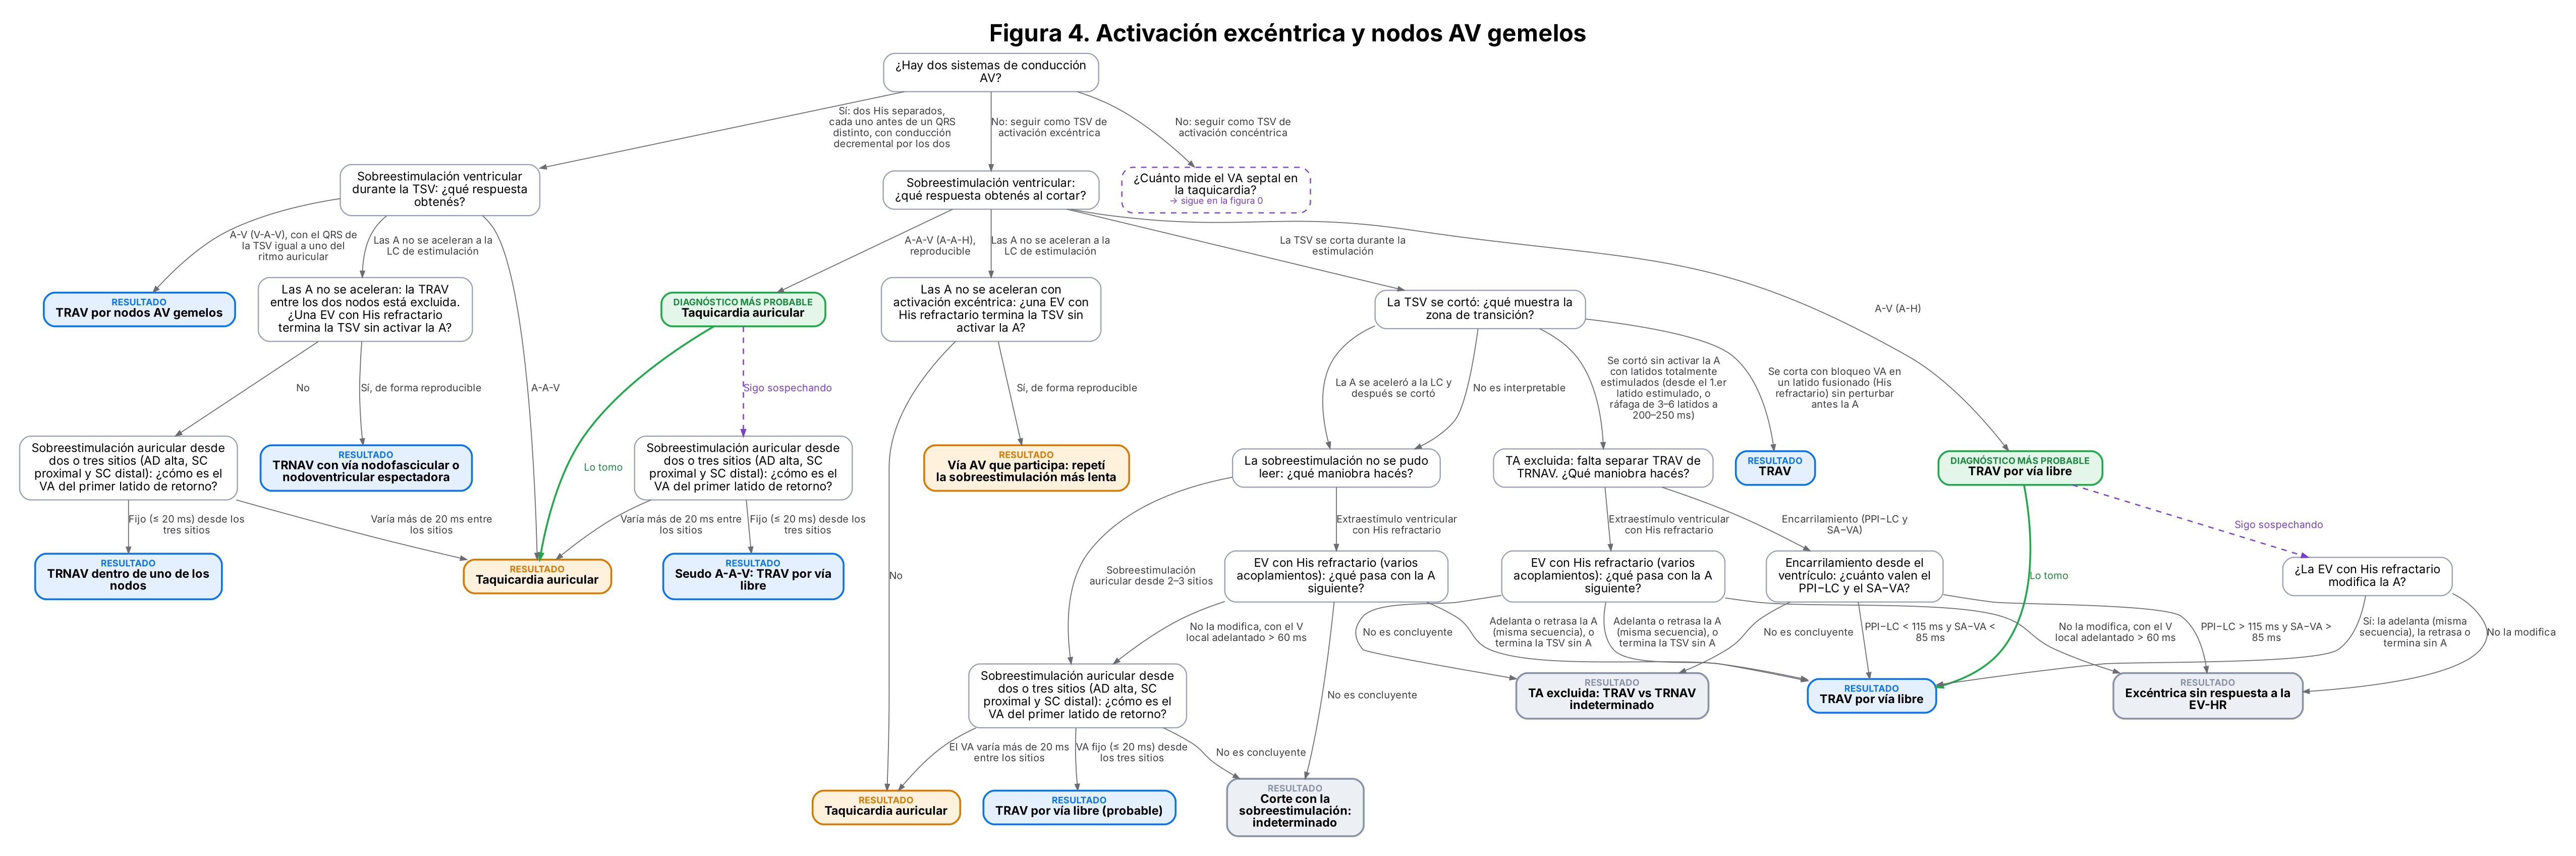 Figura 4. Activación excéntrica y nodos AV gemelos
¿Hay dos sistemas de conducción
AV?
Sí: dos His separados,
cada uno antes de un QRS
distinto, con conducción
decremental por los dos
No: seguir como TSV de
activación excéntrica
No: seguir como TSV de
activación concéntrica
Sobreestimulación ventricular
durante la TSV: ¿qué respuesta
obtenés?
Sobreestimulación ventricular:
¿qué respuesta obtenés al cortar?
¿Cuánto mide el VA septal en
la taquicardia?
→ sigue en la figura 0
A-V (V-A-V), con el QRS de
la TSV igual a uno del
ritmo auricular
Las A no se aceleran a la
LC de estimulación
A-A-V (A-A-H),
reproducible
Las A no se aceleran a la
LC de estimulación
La TSV se corta durante la
estimulación
A-V (A-H)
RESULTADO
TRAV por nodos AV gemelos
Las A no se aceleran: la TRAV
entre los dos nodos está excluida.
¿Una EV con His refractario
termina la TSV sin activar la A?
DIAGNÓSTICO MÁS PROBABLE
Taquicardia auricular
Las A no se aceleran con
activación excéntrica: ¿una EV con
His refractario termina la TSV sin
activar la A?
La TSV se cortó: ¿qué muestra la
zona de transición?
No
Sí, de forma reproducible
A-A-V
Sigo sospechando
Sí, de forma reproducible
La A se aceleró a la LC y
después se cortó
No es interpretable
Se cortó sin activar la A
con latidos totalmente
estimulados (desde el 1.er
latido estimulado, o
ráfaga de 3–6 latidos a
200–250 ms)
Se corta con bloqueo VA en
un latido fusionado (His
refractario) sin perturbar
antes la A
Sobreestimulación auricular desde
dos o tres sitios (AD alta, SC
proximal y SC distal): ¿cómo es el
VA del primer latido de retorno?
RESULTADO
TRNAV con vía nodofascicular o
nodoventricular espectadora
Lo tomo
Sobreestimulación auricular desde
dos o tres sitios (AD alta, SC
proximal y SC distal): ¿cómo es el
VA del primer latido de retorno?
RESULTADO
Vía AV que participa: repetí
la sobreestimulación más lenta
La sobreestimulación no se pudo
leer: ¿qué maniobra hacés?
TA excluida: falta separar TRAV de
TRNAV. ¿Qué maniobra hacés?
RESULTADO
TRAV
DIAGNÓSTICO MÁS PROBABLE
TRAV por vía libre
Fijo (≤ 20 ms) desde los
tres sitios
Varía más de 20 ms entre
los sitios
Varía más de 20 ms entre
los sitios
Fijo (≤ 20 ms) desde los
tres sitios
Extraestímulo ventricular
con His refractario
Extraestímulo ventricular
con His refractario
Encarrilamiento (PPI−LC y
SA−VA)
Sigo sospechando
RESULTADO
TRNAV dentro de uno de los
nodos
RESULTADO
Taquicardia auricular
RESULTADO
Seudo A-A-V: TRAV por vía
libre
No
Sobreestimulación
auricular desde 2–3 sitios
EV con His refractario (varios
acoplamientos): ¿qué pasa con la A
siguiente?
EV con His refractario (varios
acoplamientos): ¿qué pasa con la A
siguiente?
Encarrilamiento desde el
ventrículo: ¿cuánto valen el
PPI−LC y el SA−VA?
Lo tomo
¿La EV con His refractario
modifica la A?
No la modifica, con el V
local adelantado > 60 ms
No es concluyente
Adelanta o retrasa la A
(misma secuencia), o
termina la TSV sin A
Adelanta o retrasa la A
(misma secuencia), o
termina la TSV sin A
No es concluyente
PPI−LC < 115 ms y SA−VA <
85 ms
No la modifica, con el V
local adelantado > 60 ms
PPI−LC > 115 ms y SA−VA >
85 ms
Sí: la adelanta (misma
secuencia), la retrasa o
termina sin A
No la modifica
Sobreestimulación auricular desde
dos o tres sitios (AD alta, SC
proximal y SC distal): ¿cómo es el
VA del primer latido de retorno?
No es concluyente
RESULTADO
TA excluida: TRAV vs TRNAV
indeterminado
RESULTADO
TRAV por vía libre
RESULTADO
Excéntrica sin respuesta a la
EV-HR
El VA varía más de 20 ms
entre los sitios
VA fijo (≤ 20 ms) desde
los tres sitios
No es concluyente
RESULTADO
Taquicardia auricular
RESULTADO
TRAV por vía libre (probable)
RESULTADO
Corte con la
sobreestimulación:
indeterminado